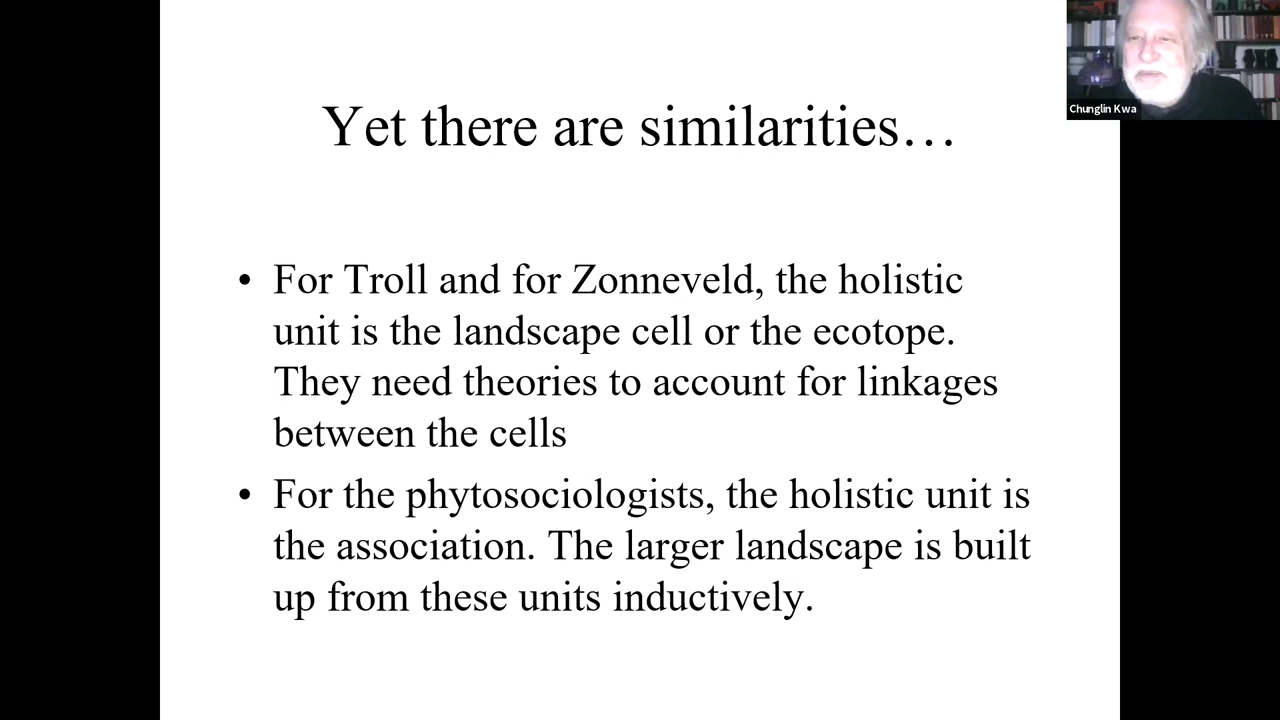 Yet there are similarities…
Chunglin Kwa
• For Troll and for Zonneveld, the holistic
unit is the landscape cell or the ecotope.
They need theories to account for linkages
between the cells
• For the phytosociologists, the holistic unit is
the association. The larger landscape is built
up from these units inductively.